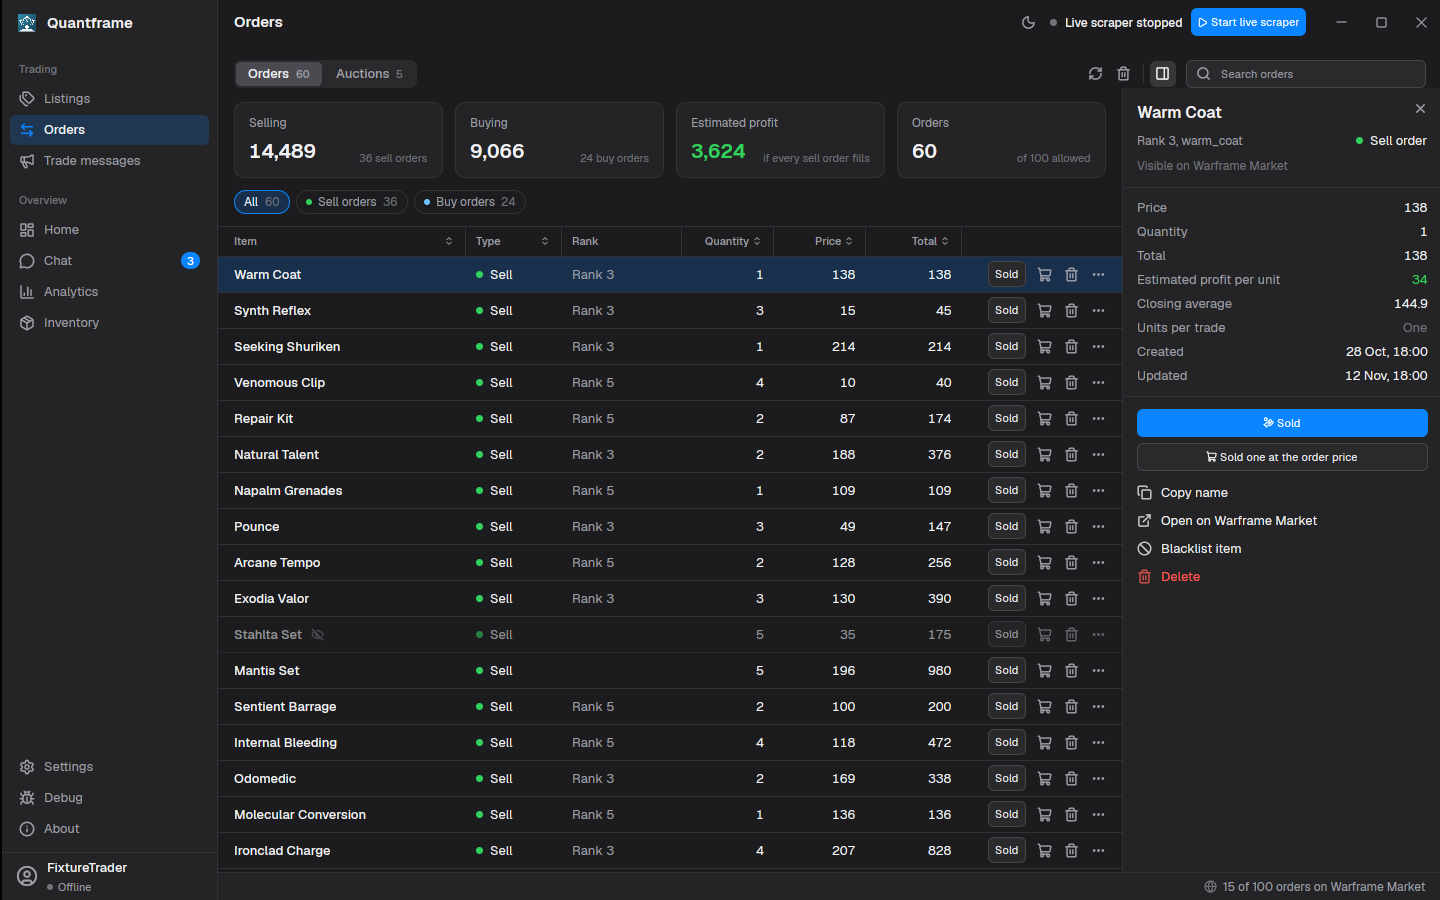 Quantframe
Orders
Live scraper stopped
Start live scraper
Trading
Listings
Orders
Trade messages
Overview
Home
Chat 3
Analytics
Inventory
Settings
Debug
About
FixtureTrader
Offline
Orders 60
Auctions 5
Search orders
Selling
14,489 36 sell orders
Buying
9,066 24 buy orders
Estimated profit
3,624 if every sell order fills
Orders
60 of 100 allowed
All 60
Sell orders 36
Buy orders 24
Item Type Rank Quantity Price Total
Warm Coat Sell Rank 3 1 138 138 Sold
Synth Reflex Sell Rank 3 3 15 45 Sold
Seeking Shuriken Sell Rank 3 1 214 214 Sold
Venomous Clip Sell Rank 5 4 10 40 Sold
Repair Kit Sell Rank 5 2 87 174 Sold
Natural Talent Sell Rank 3 2 188 376 Sold
Napalm Grenades Sell Rank 5 1 109 109 Sold
Pounce Sell Rank 3 3 49 147 Sold
Arcane Tempo Sell Rank 5 2 128 256 Sold
Exodia Valor Sell Rank 3 3 130 390 Sold
Stahlta Set Sell 5 35 175 Sold
Mantis Set Sell 5 196 980 Sold
Sentient Barrage Sell Rank 5 2 100 200 Sold
Internal Bleeding Sell Rank 5 4 118 472 Sold
Odomedic Sell Rank 3 2 169 338 Sold
Molecular Conversion Sell Rank 5 1 136 136 Sold
Ironclad Charge Sell Rank 3 4 207 828 Sold
Warm Coat
Rank 3, warm_coat Sell order
Visible on Warframe Market
Price 138
Quantity 1
Total 138
Estimated profit per unit 34
Closing average 144.9
Units per trade One
Created 28 Oct, 18:00
Updated 12 Nov, 18:00
Sold
Sold one at the order price
Copy name
Open on Warframe Market
Blacklist item
Delete
15 of 100 orders on Warframe Market